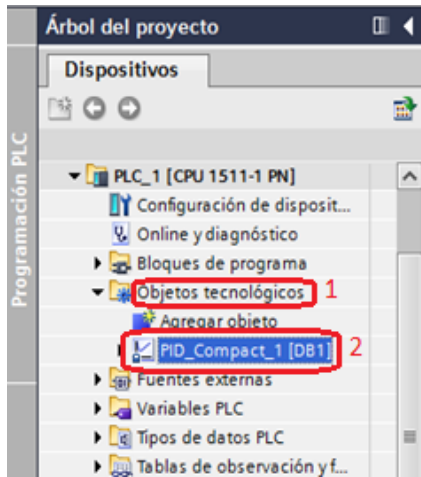 Árbol del proyecto
Dispositivos
Programación PLC
PLC_1 [CPU 1511-1 PN]
Configuración de disposit...
Online y diagnóstico
Bloques de programa
Objetos tecnológicos 1
Agregar objeto
PID_Compact_1 [DB1] 2
Fuentes externas
Variables PLC
Tipos de datos PLC
Tablas de observación y f...